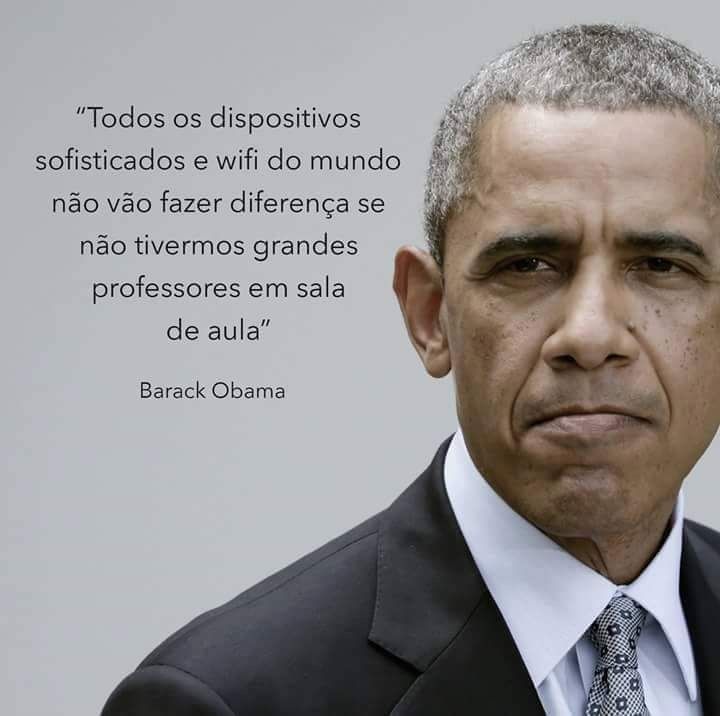 “Todos os dispositivos
sofisticados e wifi do mundo
não vão fazer diferença se
não tivermos grandes
professores em sala
de aula”
Barack Obama